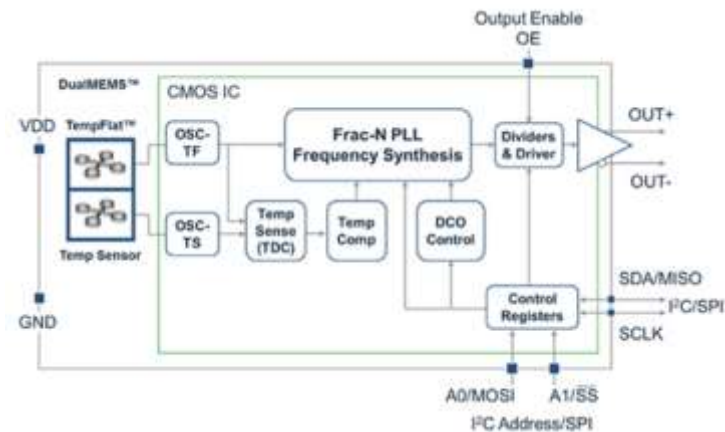 Output Enable
OE
DualMEMS™
CMOS IC
VDD
TempFlat™
OSC-
TF
Frac-N PLL
Frequency Synthesis
Dividers
& Driver
OUT+
OUT-
OSC-
TS
Temp
Sense
(TDC)
Temp
Comp
DCO
Control
Temp Sensor
GND
Control
Registers
SDA/MISO
I²C/SPI
SCLK
A0/MOSI
A1/S̅S̅
I²C Address/SPI